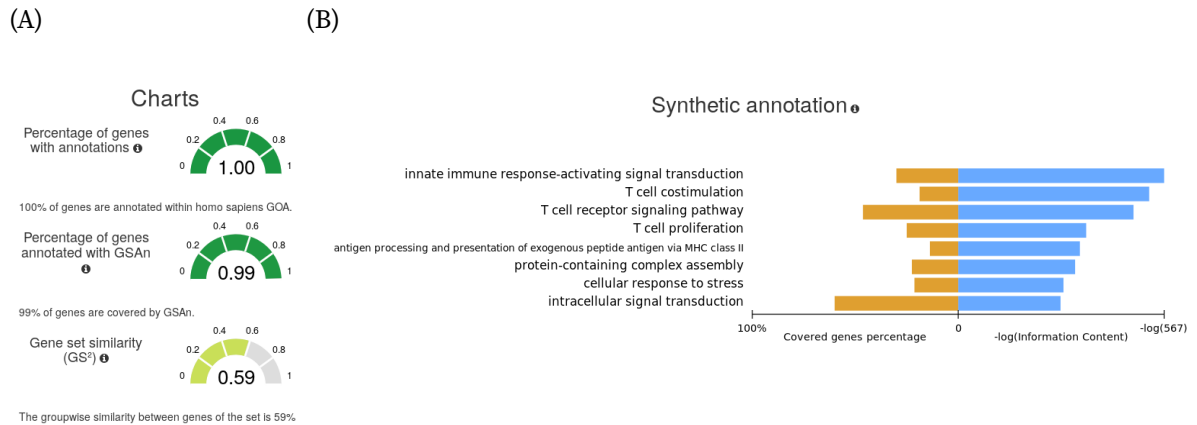 (A)
(B)
Charts
Percentage of genes
with annotations
0
0.2
0.4
0.6
0.8
1
1.00
100% of genes are annotated within homo sapiens GOA.
Percentage of genes
annotated with GSAn
0
0.2
0.4
0.6
0.8
1
0.99
99% of genes are covered by GSAn.
Gene set similarity
(GS²)
0
0.2
0.4
0.6
0.8
1
0.59
The groupwise similarity between genes of the set is 59%
Synthetic annotation
innate immune response-activating signal transduction
T cell costimulation
T cell receptor signaling pathway
T cell proliferation
antigen processing and presentation of exogenous peptide antigen via MHC class II
protein-containing complex assembly
cellular response to stress
intracellular signal transduction
100%
0
-log(567)
Covered genes percentage
-log(Information Content)